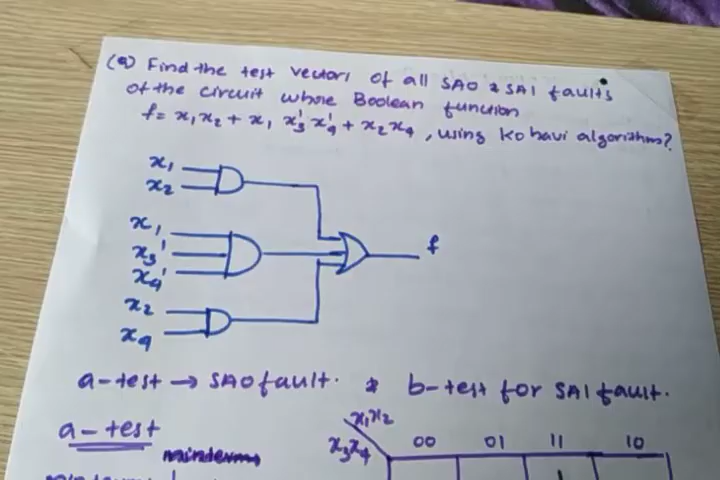 (a) Find the test vectors of all SA0 & SA1 faults
of the circuit whose Boolean function
f = x₁x₂ + x₁ x₃' x₄' + x₂x₄ , using Kohavi algorithm?
x₁
x₂
x₁
x₃'
x₄'
x₂
x₄
f
a-test → SA0 fault. & b-test for SA1 fault.
a-test
minterms
x₁x₂
x₃x₄ 00 01 11 10